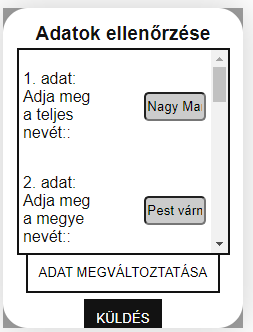 Adatok ellenőrzése
1. adat:
Adja meg
a teljes
nevét::
Nagy Ma
2. adat:
Adja meg
a megye
nevét::
Pest várn
ADAT MEGVÁLTOZTATÁSA
KÜLDÉS